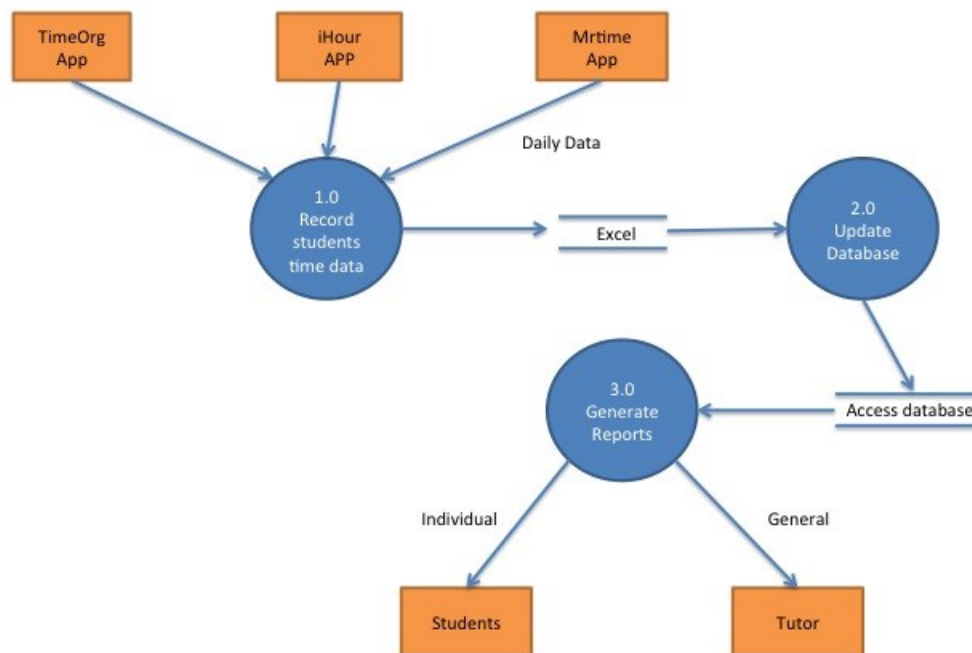 TimeOrg
App
iHour
APP
Mrtime
App
Daily Data
1.0
Record
students
time data
Excel
2.0
Update
Database
3.0
Generate
Reports
Access database
Individual
General
Students
Tutor